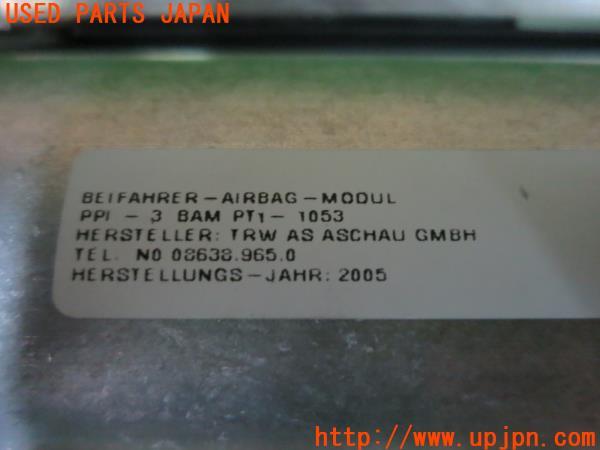 USED PARTS JAPAN
BEIFAHRER-AIRBAG-MODUL
PPI - 3 BAM PT1- 1053
HERSTELLER: TRW AS ASCHAU GMBH
TEL. NO 08638.965.0
HERSTELLUNGS-JAHR: 2005
UPJ
http://www.upjpn.com